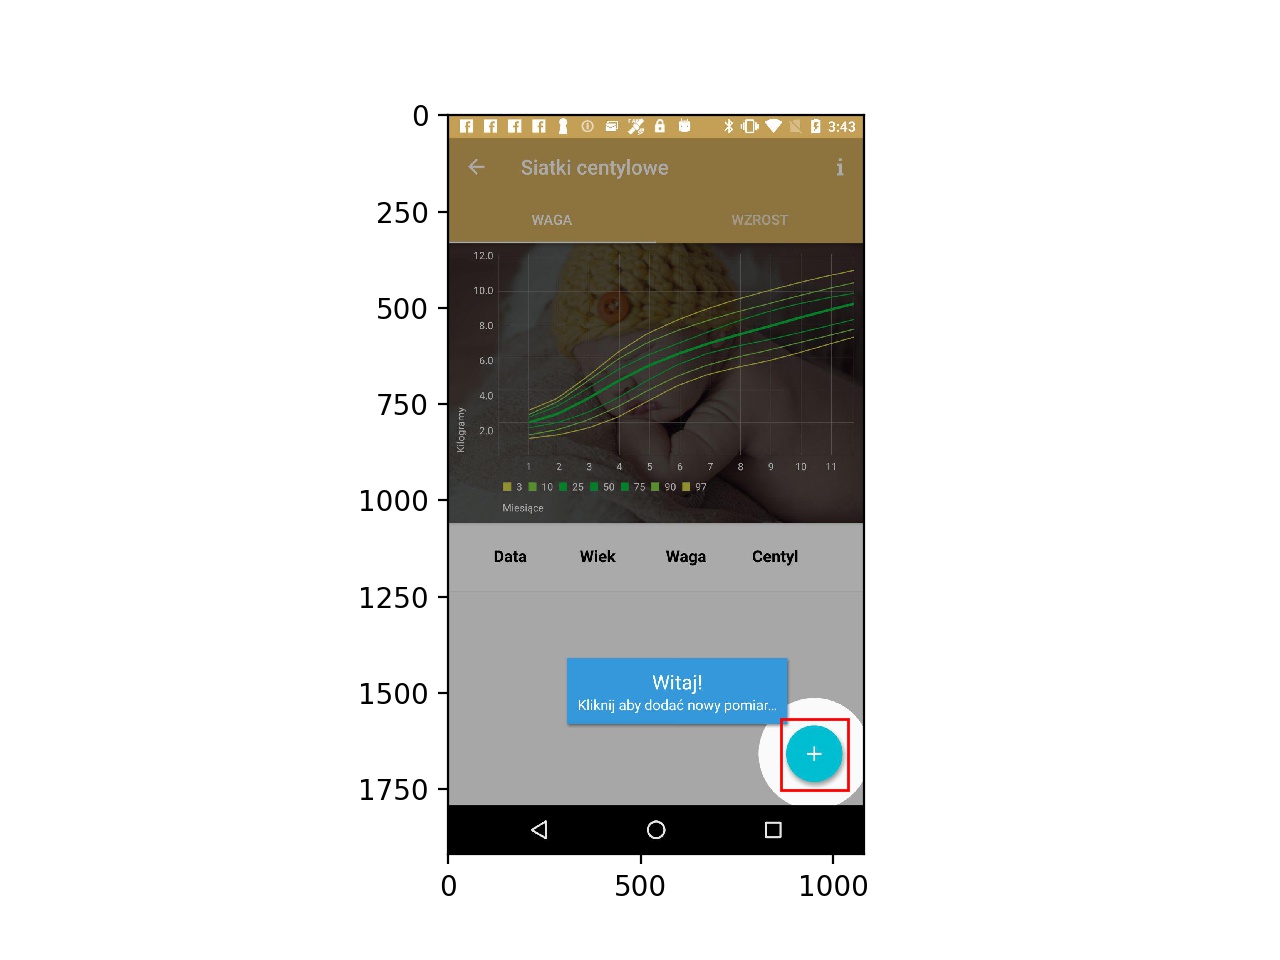 0
250
500
750
1000
1250
1500
1750
0
500
1000
3:43
Siatki centylowe
WAGA
WZROST
12.0
10.0
8.0
6.0
4.0
2.0
Kilogramy
1 2 3 4 5 6 7 8 9 10 11
3 10 25 50 75 90 97
Miesiące
Data Wiek Waga Centyl
Witaj!
Kliknij aby dodać nowy pomiar...